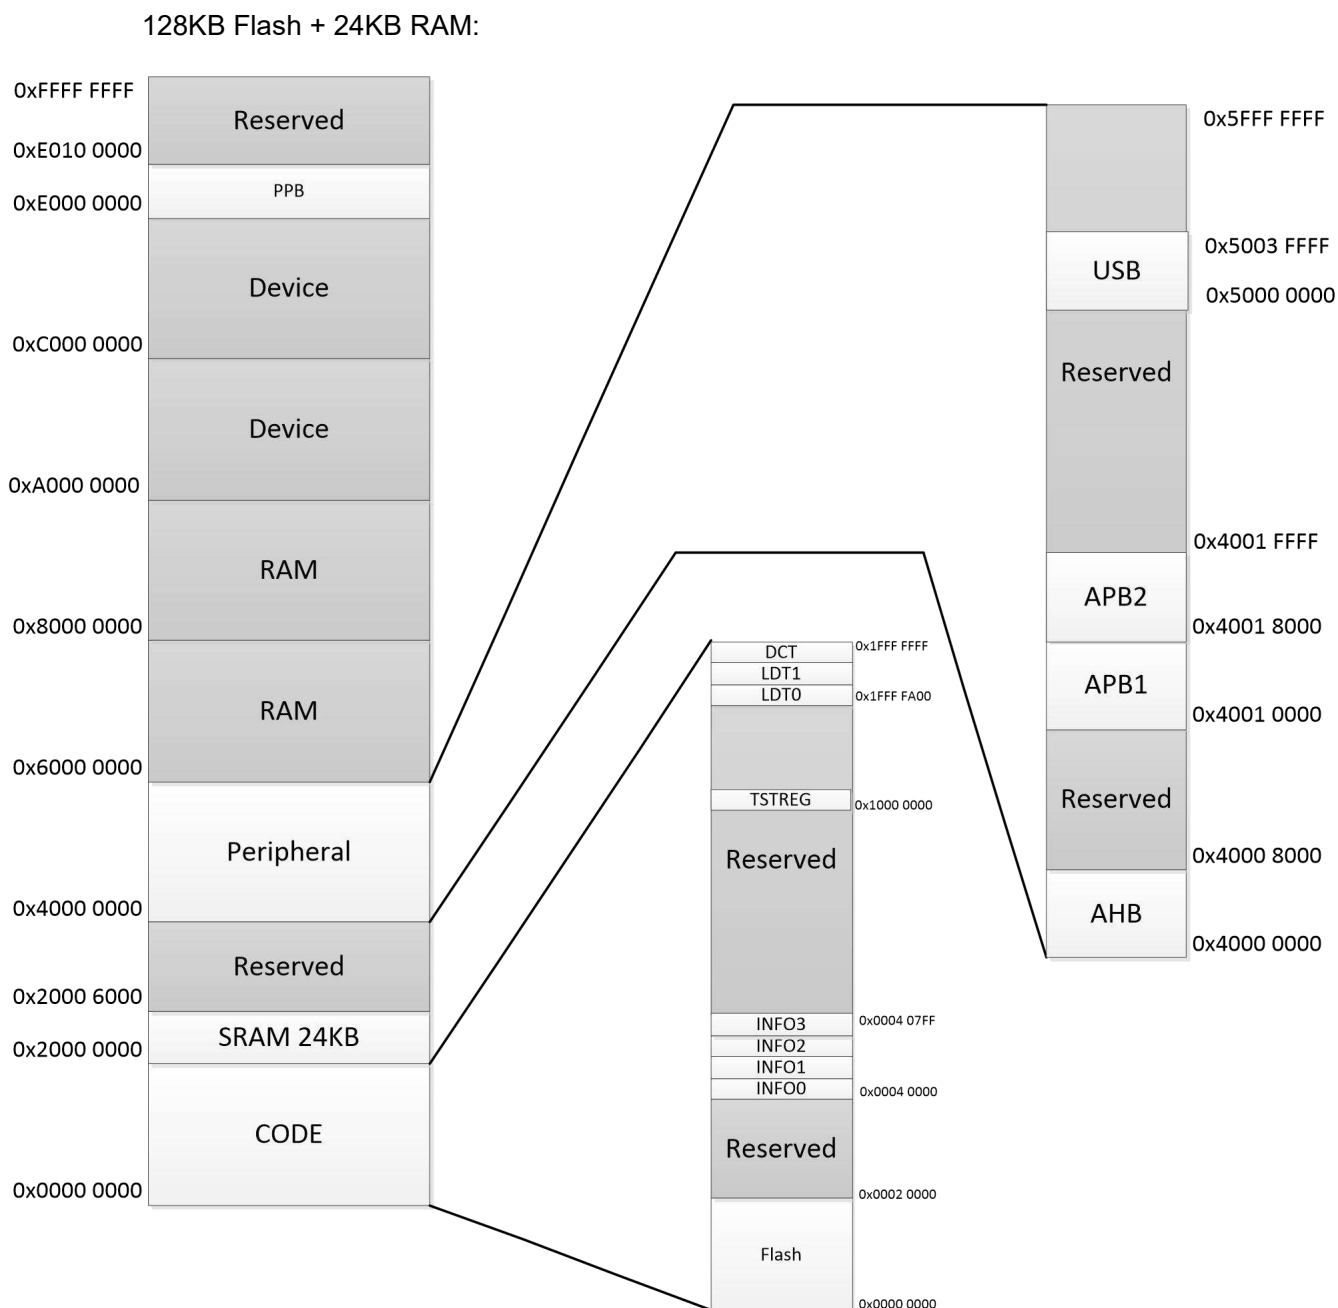 128KB Flash + 24KB RAM:
0xFFFF FFFF
Reserved
0xE010 0000
PPB
0xE000 0000
Device
0xC000 0000
Device
0xA000 0000
RAM
0x8000 0000
RAM
0x6000 0000
Peripheral
0x4000 0000
Reserved
0x2000 6000
SRAM 24KB
0x2000 0000
CODE
0x0000 0000
DCT
0x1FFF FFFF
LDT1
LDT0
0x1FFF FA00
TSTREG
0x1000 0000
Reserved
INFO3
0x0004 07FF
INFO2
INFO1
INFO0
0x0004 0000
Reserved
0x0002 0000
Flash
0x0000 0000
0x5FFF FFFF
0x5003 FFFF
USB
0x5000 0000
Reserved
0x4001 FFFF
APB2
0x4001 8000
APB1
0x4001 0000
Reserved
0x4000 8000
AHB
0x4000 0000